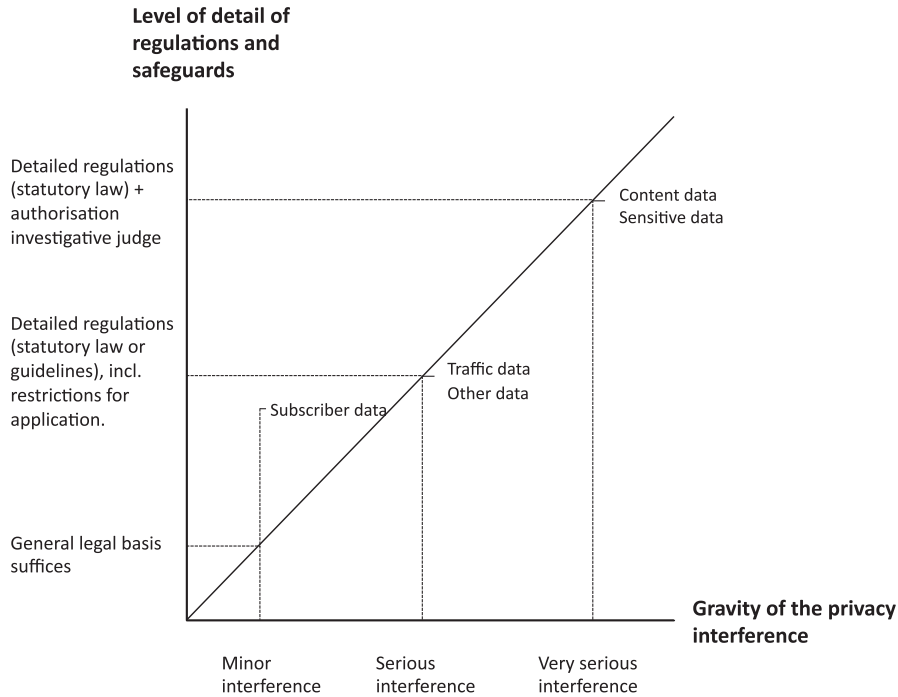 Level of detail of
regulations and
safeguards
Detailed regulations
(statutory law) +
authorisation
investigative judge
Content data
Sensitive data
Detailed regulations
(statutory law or
guidelines), incl.
restrictions for
application.
Traffic data
Other data
Subscriber data
General legal basis
suffices
Gravity of the privacy
interference
Minor
interference
Serious
interference
Very serious
interference